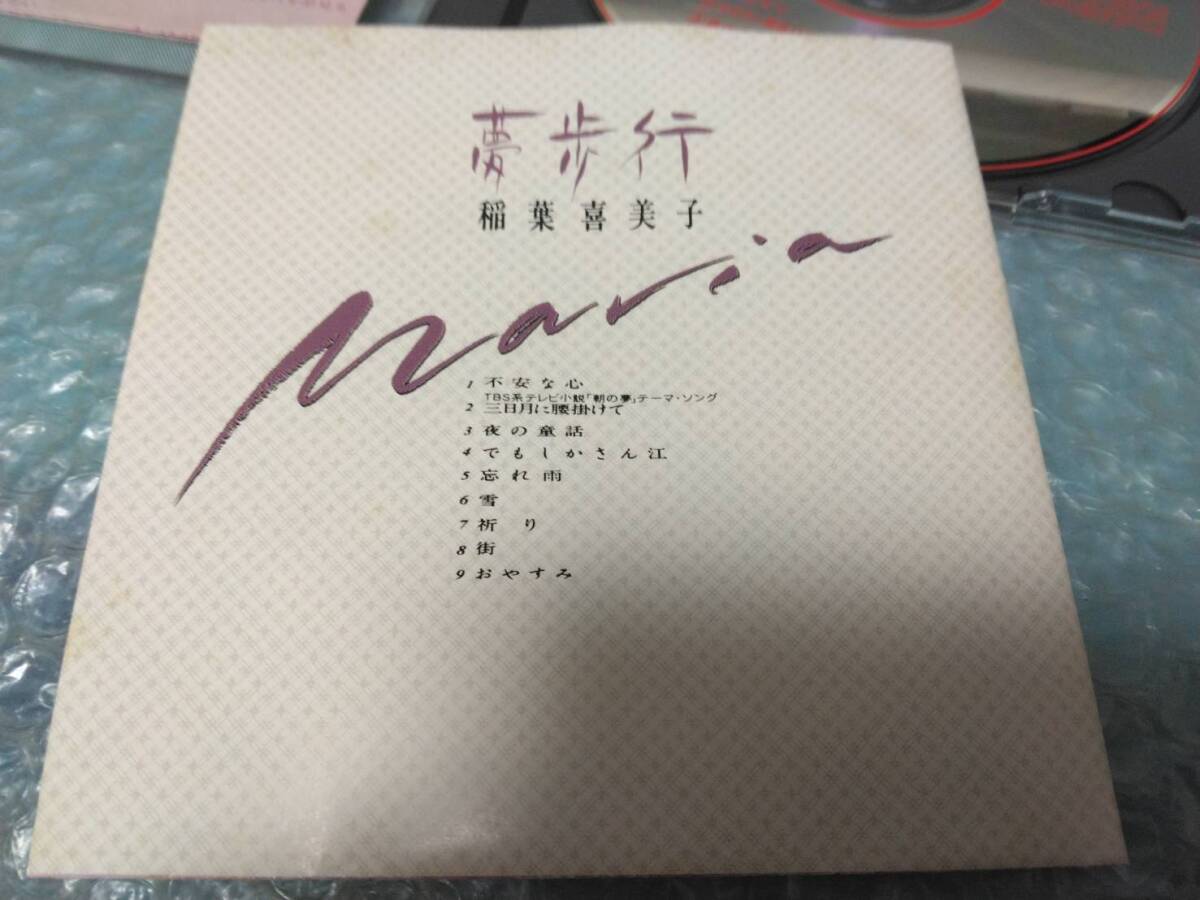 夢歩行
稲葉喜美子
Maria
1 不安な心
TBS系テレビ小説「朝の夢」テーマ・ソング
2 三日月に腰掛けて
3 夜の童話
4 でもしかさん江
5 忘れ雨
6 雪
7 祈り
8 街
9 おやすみ